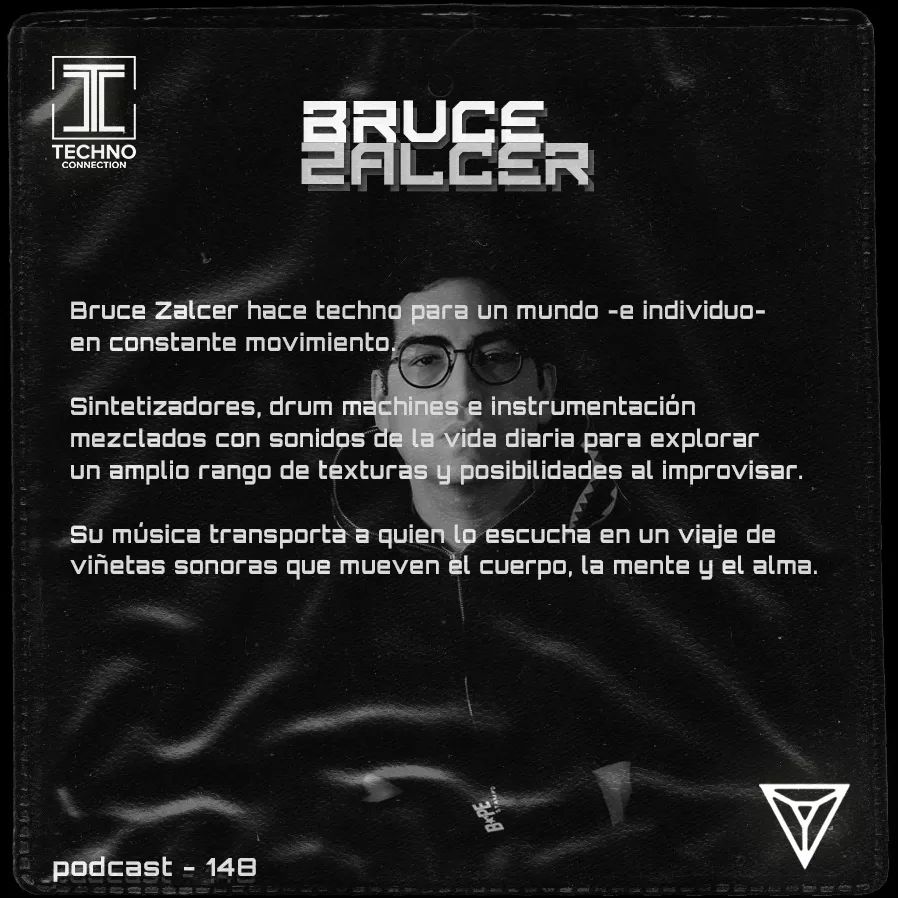 TECHNO
CONNECTION
BRUCE
ZALCER
Bruce Zalcer hace techno para un mundo -e individuo-
en constante movimiento.
Sintetizadores, drum machines e instrumentación
mezclados con sonidos de la vida diaria para explorar
un amplio rango de texturas y posibilidades al improvisar.
Su música transporta a quien lo escucha en un viaje de
viñetas sonoras que mueven el cuerpo, la mente y el alma.
podcast - 148